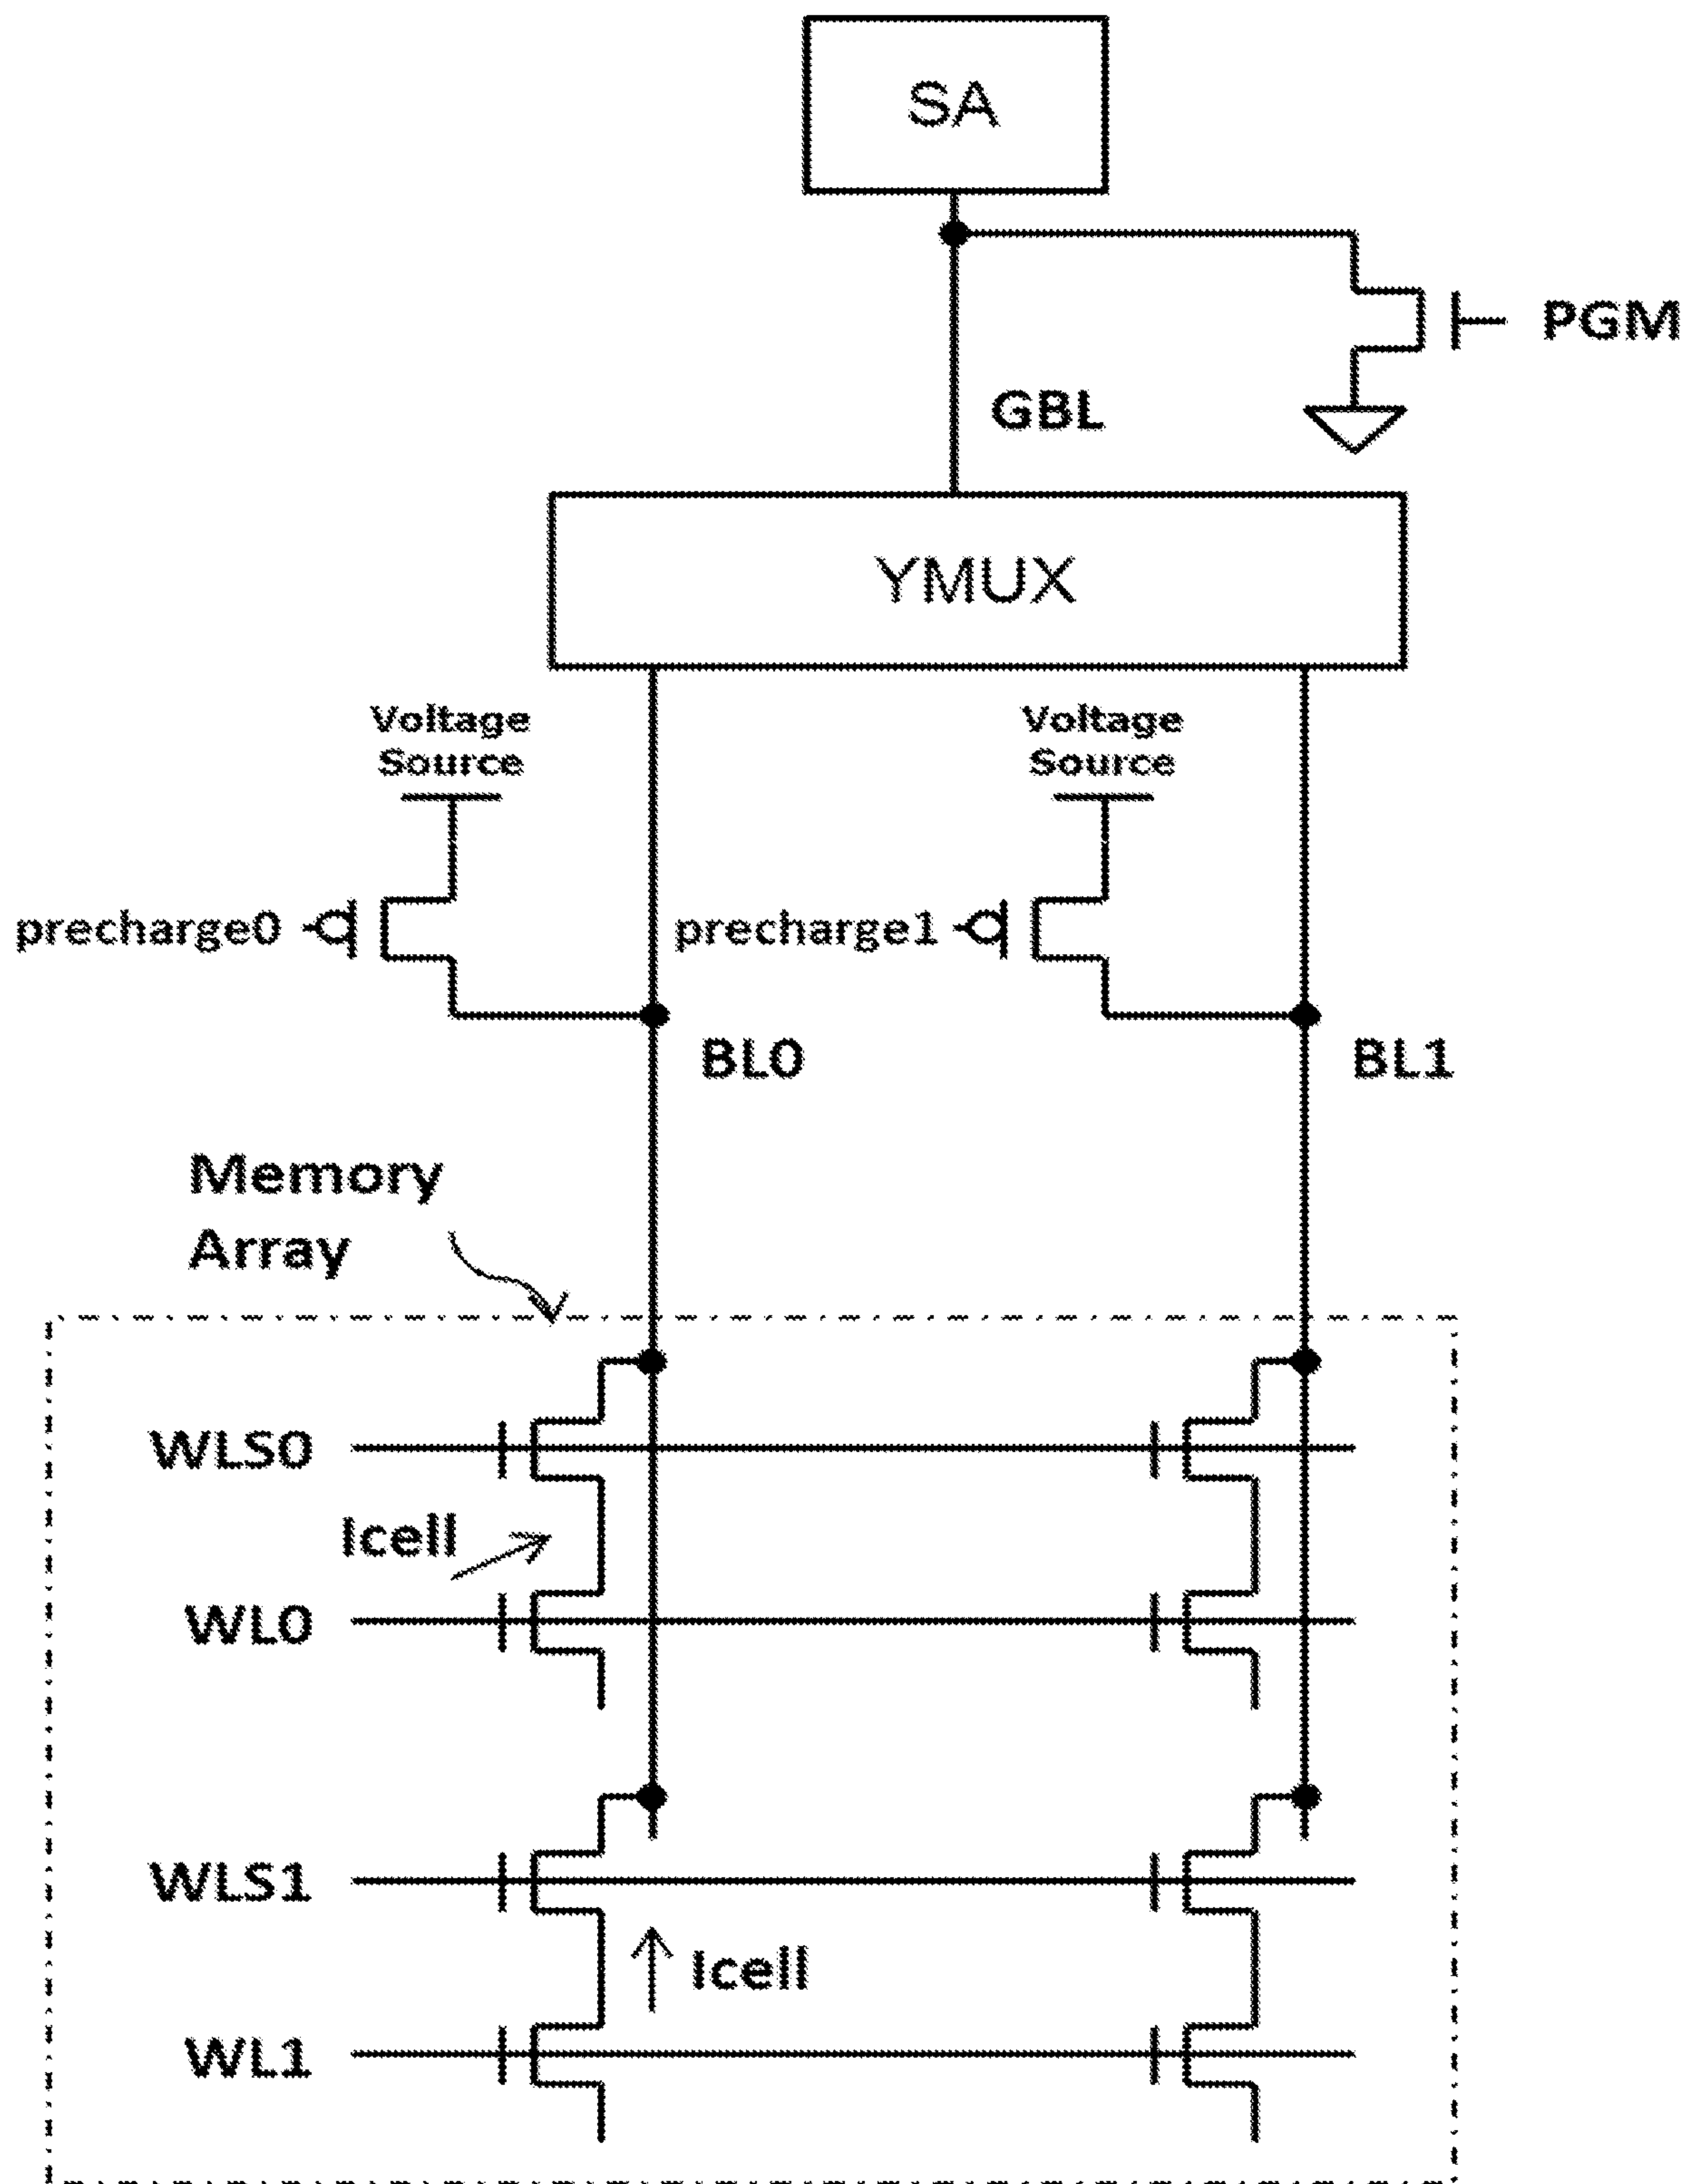 SA
PGM
GBL
YMUX
Voltage
Source
Voltage
Source
precharge0
precharge1
BL0
BL1
Memory
Array
WLS0
Icell
WL0
WLS1
Icell
WL1